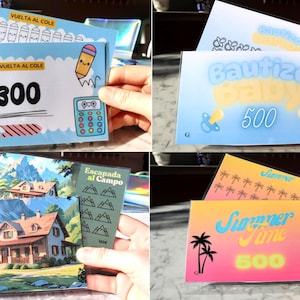 VUELTA AL COLE
VUELTA AL COLE
300
Bautizo
Baby
500
Escapada
al Campo
Summer
Summer
Time
500